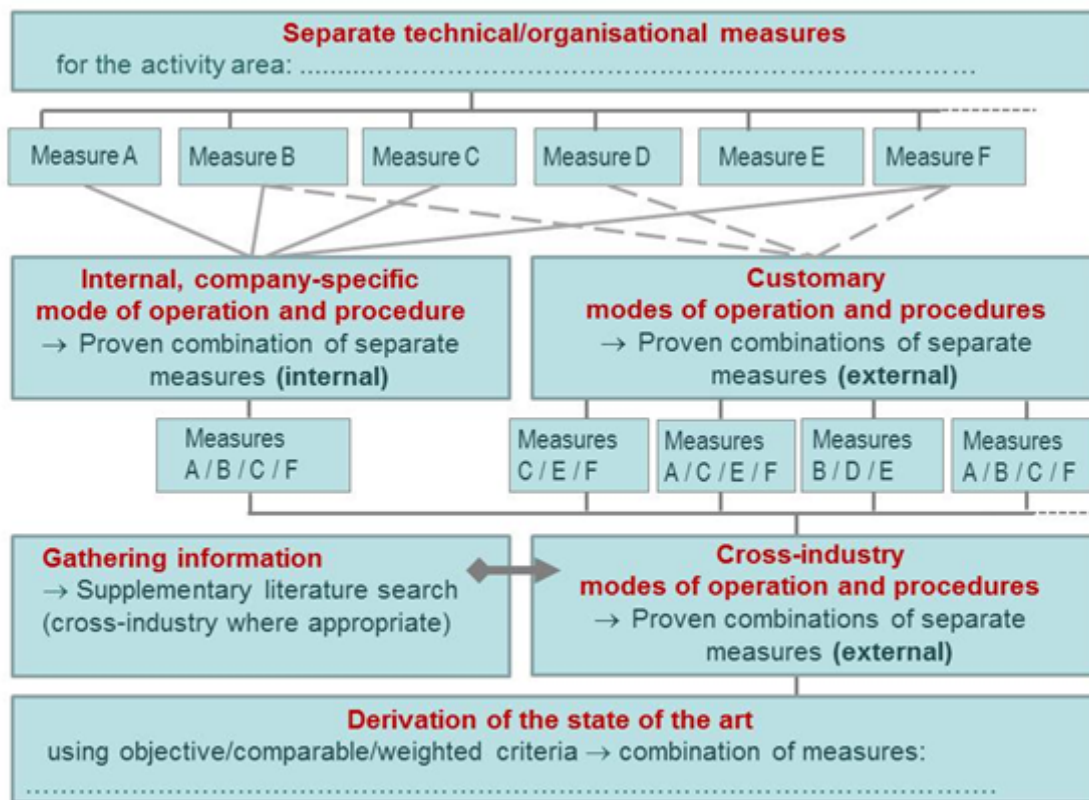 Separate technical/organisational measures
for the activity area: ..................................................................................
Measure A
Measure B
Measure C
Measure D
Measure E
Measure F
Internal, company-specific
mode of operation and procedure
→ Proven combination of separate
measures (internal)
Customary
modes of operation and procedures
→ Proven combinations of separate
measures (external)
Measures
A / B / C / F
Measures
C / E / F
Measures
A / C / E / F
Measures
B / D / E
Measures
A / B / C / F
Gathering information
→ Supplementary literature search
(cross-industry where appropriate)
Cross-industry
modes of operation and procedures
→ Proven combinations of separate
measures (external)
Derivation of the state of the art
using objective/comparable/weighted criteria → combination of measures:
....................................................................................................................